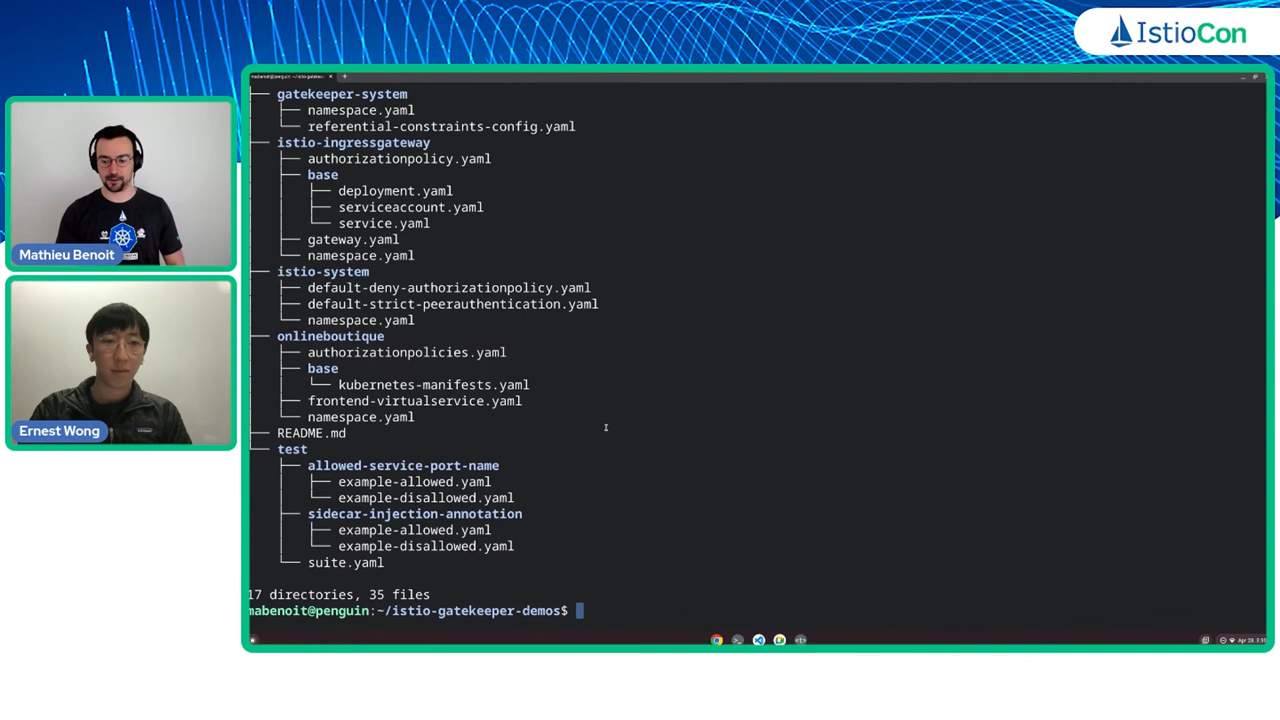 IstioCon
mabenoit@penguin: ~/istio-gatekee
gatekeeper-system
namespace.yaml
referential-constraints-config.yaml
istio-ingressgateway
authorizationpolicy.yaml
base
deployment.yaml
serviceaccount.yaml
service.yaml
gateway.yaml
namespace.yaml
istio-system
default-deny-authorizationpolicy.yaml
default-strict-peerauthentication.yaml
namespace.yaml
onlineboutique
authorizationpolicies.yaml
base
kubernetes-manifests.yaml
frontend-virtualservice.yaml
namespace.yaml
README.md
test
allowed-service-port-name
example-allowed.yaml
example-disallowed.yaml
sidecar-injection-annotation
example-allowed.yaml
example-disallowed.yaml
suite.yaml
17 directories, 35 files
mabenoit@penguin:~/istio-gatekeeper-demos$
Mathieu Benoit
Ernest Wong